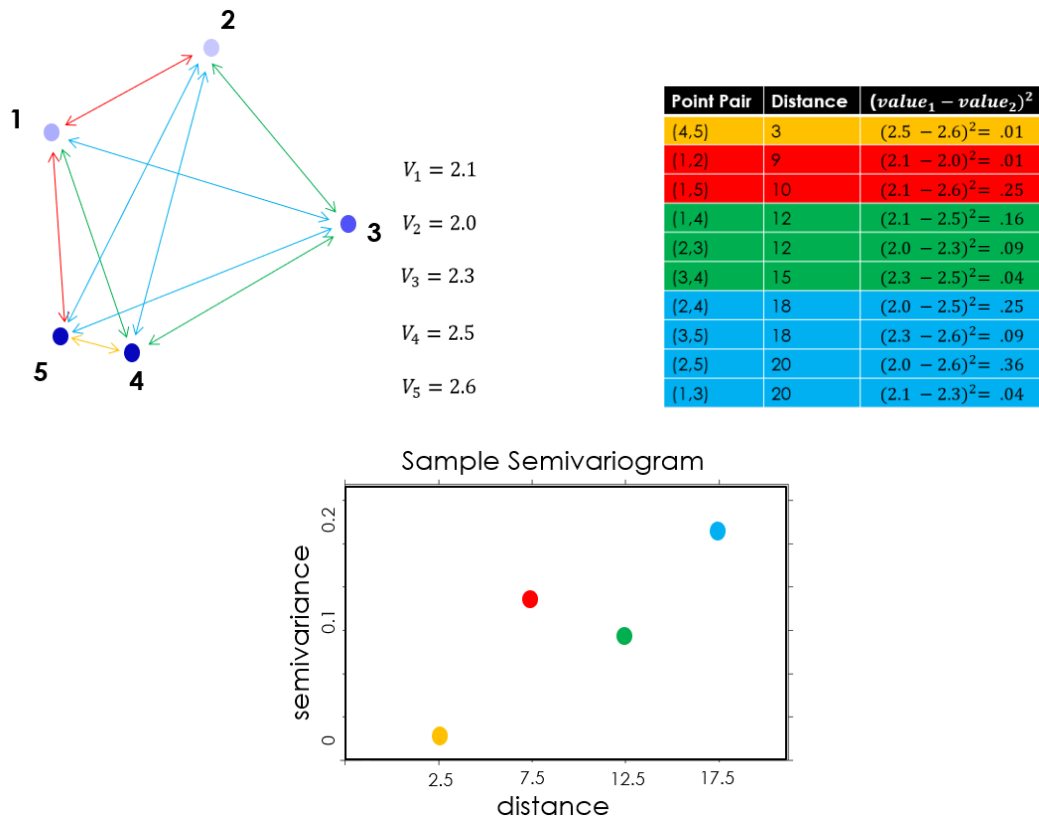 2
1
3
5
4
V₁ = 2.1
V₂ = 2.0
V₃ = 2.3
V₄ = 2.5
V₅ = 2.6
Point Pair Distance (value₁ − value₂)²
(4,5) 3 (2.5 − 2.6)²= .01
(1,2) 9 (2.1 − 2.0)²= .01
(1,5) 10 (2.1 − 2.6)²= .25
(1,4) 12 (2.1 − 2.5)²= .16
(2,3) 12 (2.0 − 2.3)²= .09
(3,4) 15 (2.3 − 2.5)²= .04
(2,4) 18 (2.0 − 2.5)²= .25
(3,5) 18 (2.3 − 2.6)²= .09
(2,5) 20 (2.0 − 2.6)²= .36
(1,3) 20 (2.1 − 2.3)²= .04
Sample Semivariogram
semivariance
0.2
0.1
0
2.5 7.5 12.5 17.5
distance